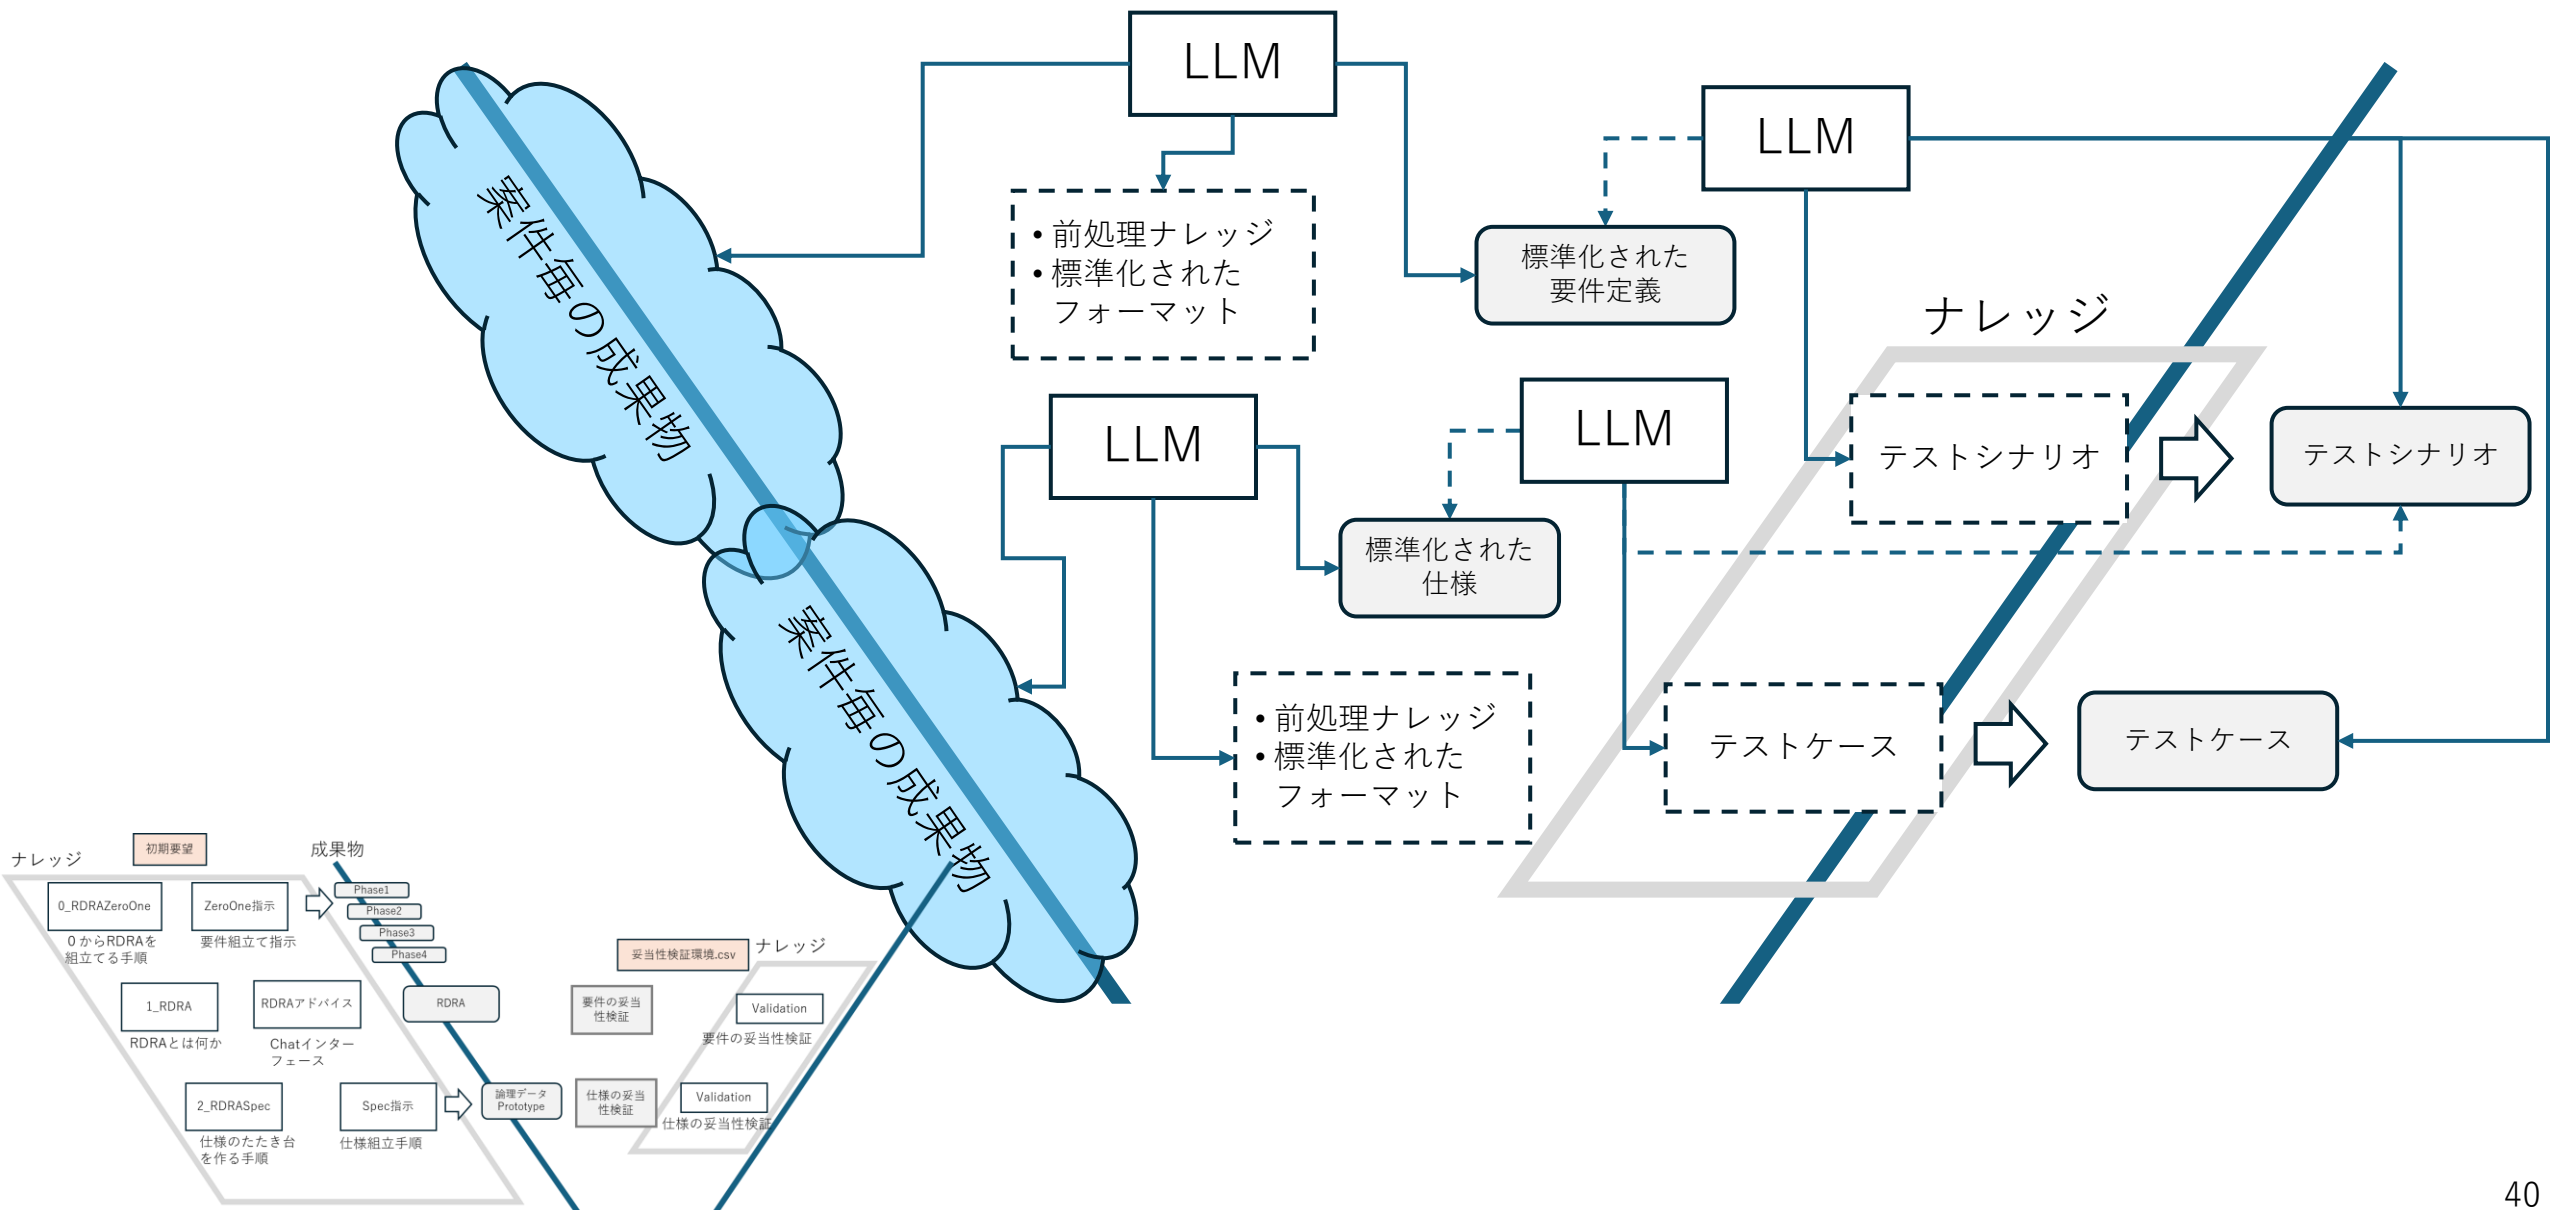 LLM
LLM
案件毎の成果物
• 前処理ナレッジ
• 標準化された
フォーマット
標準化された
要件定義
ナレッジ
LLM
LLM
テストシナリオ
テストシナリオ
標準化された
仕様
案件毎の成果物
• 前処理ナレッジ
• 標準化された
フォーマット
テストケース
テストケース
ナレッジ
初期要望
成果物
0_RDRAZeroOne
ZeroOne指示
Phase1
Phase2
Phase3
Phase4
0からRDRAを
組立てる手順
要件組立て指示
妥当性検証環境.csv
ナレッジ
1_RDRA
RDRAアドバイス
RDRA
要件の妥当
性検証
Validation
RDRAとは何か
Chatインター
フェース
要件の妥当性検証
2_RDRASpec
Spec指示
論理データ
Prototype
仕様の妥当
性検証
Validation
仕様のたたき台
を作る手順
仕様組立手順
仕様の妥当性検証
40